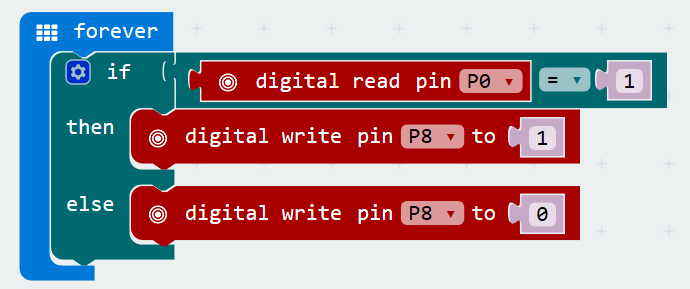 forever
if digital read pin P0 = 1
then digital write pin P8 to 1
else digital write pin P8 to 0